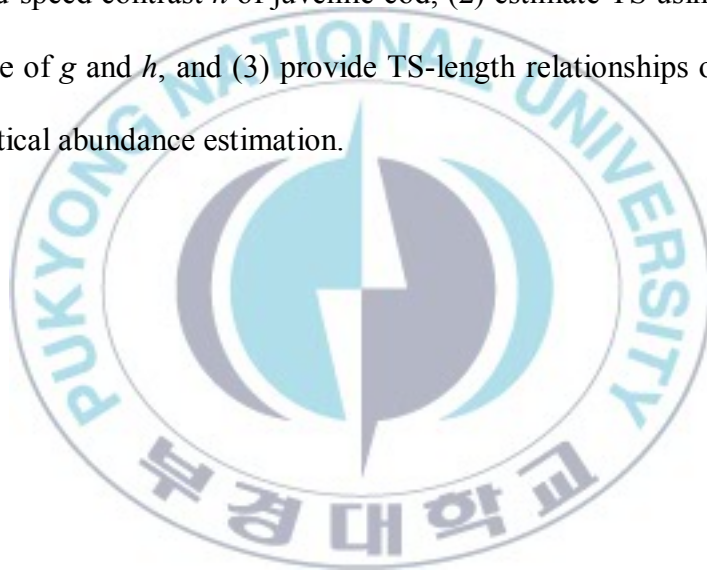 d speed contrast h of juvenile cod, (2) estimate TS using
e of g and h, and (3) provide TS-length relationships o
tical abundance estimation.
PUKYONG NATIONAL UNIVERSITY
부경대학교